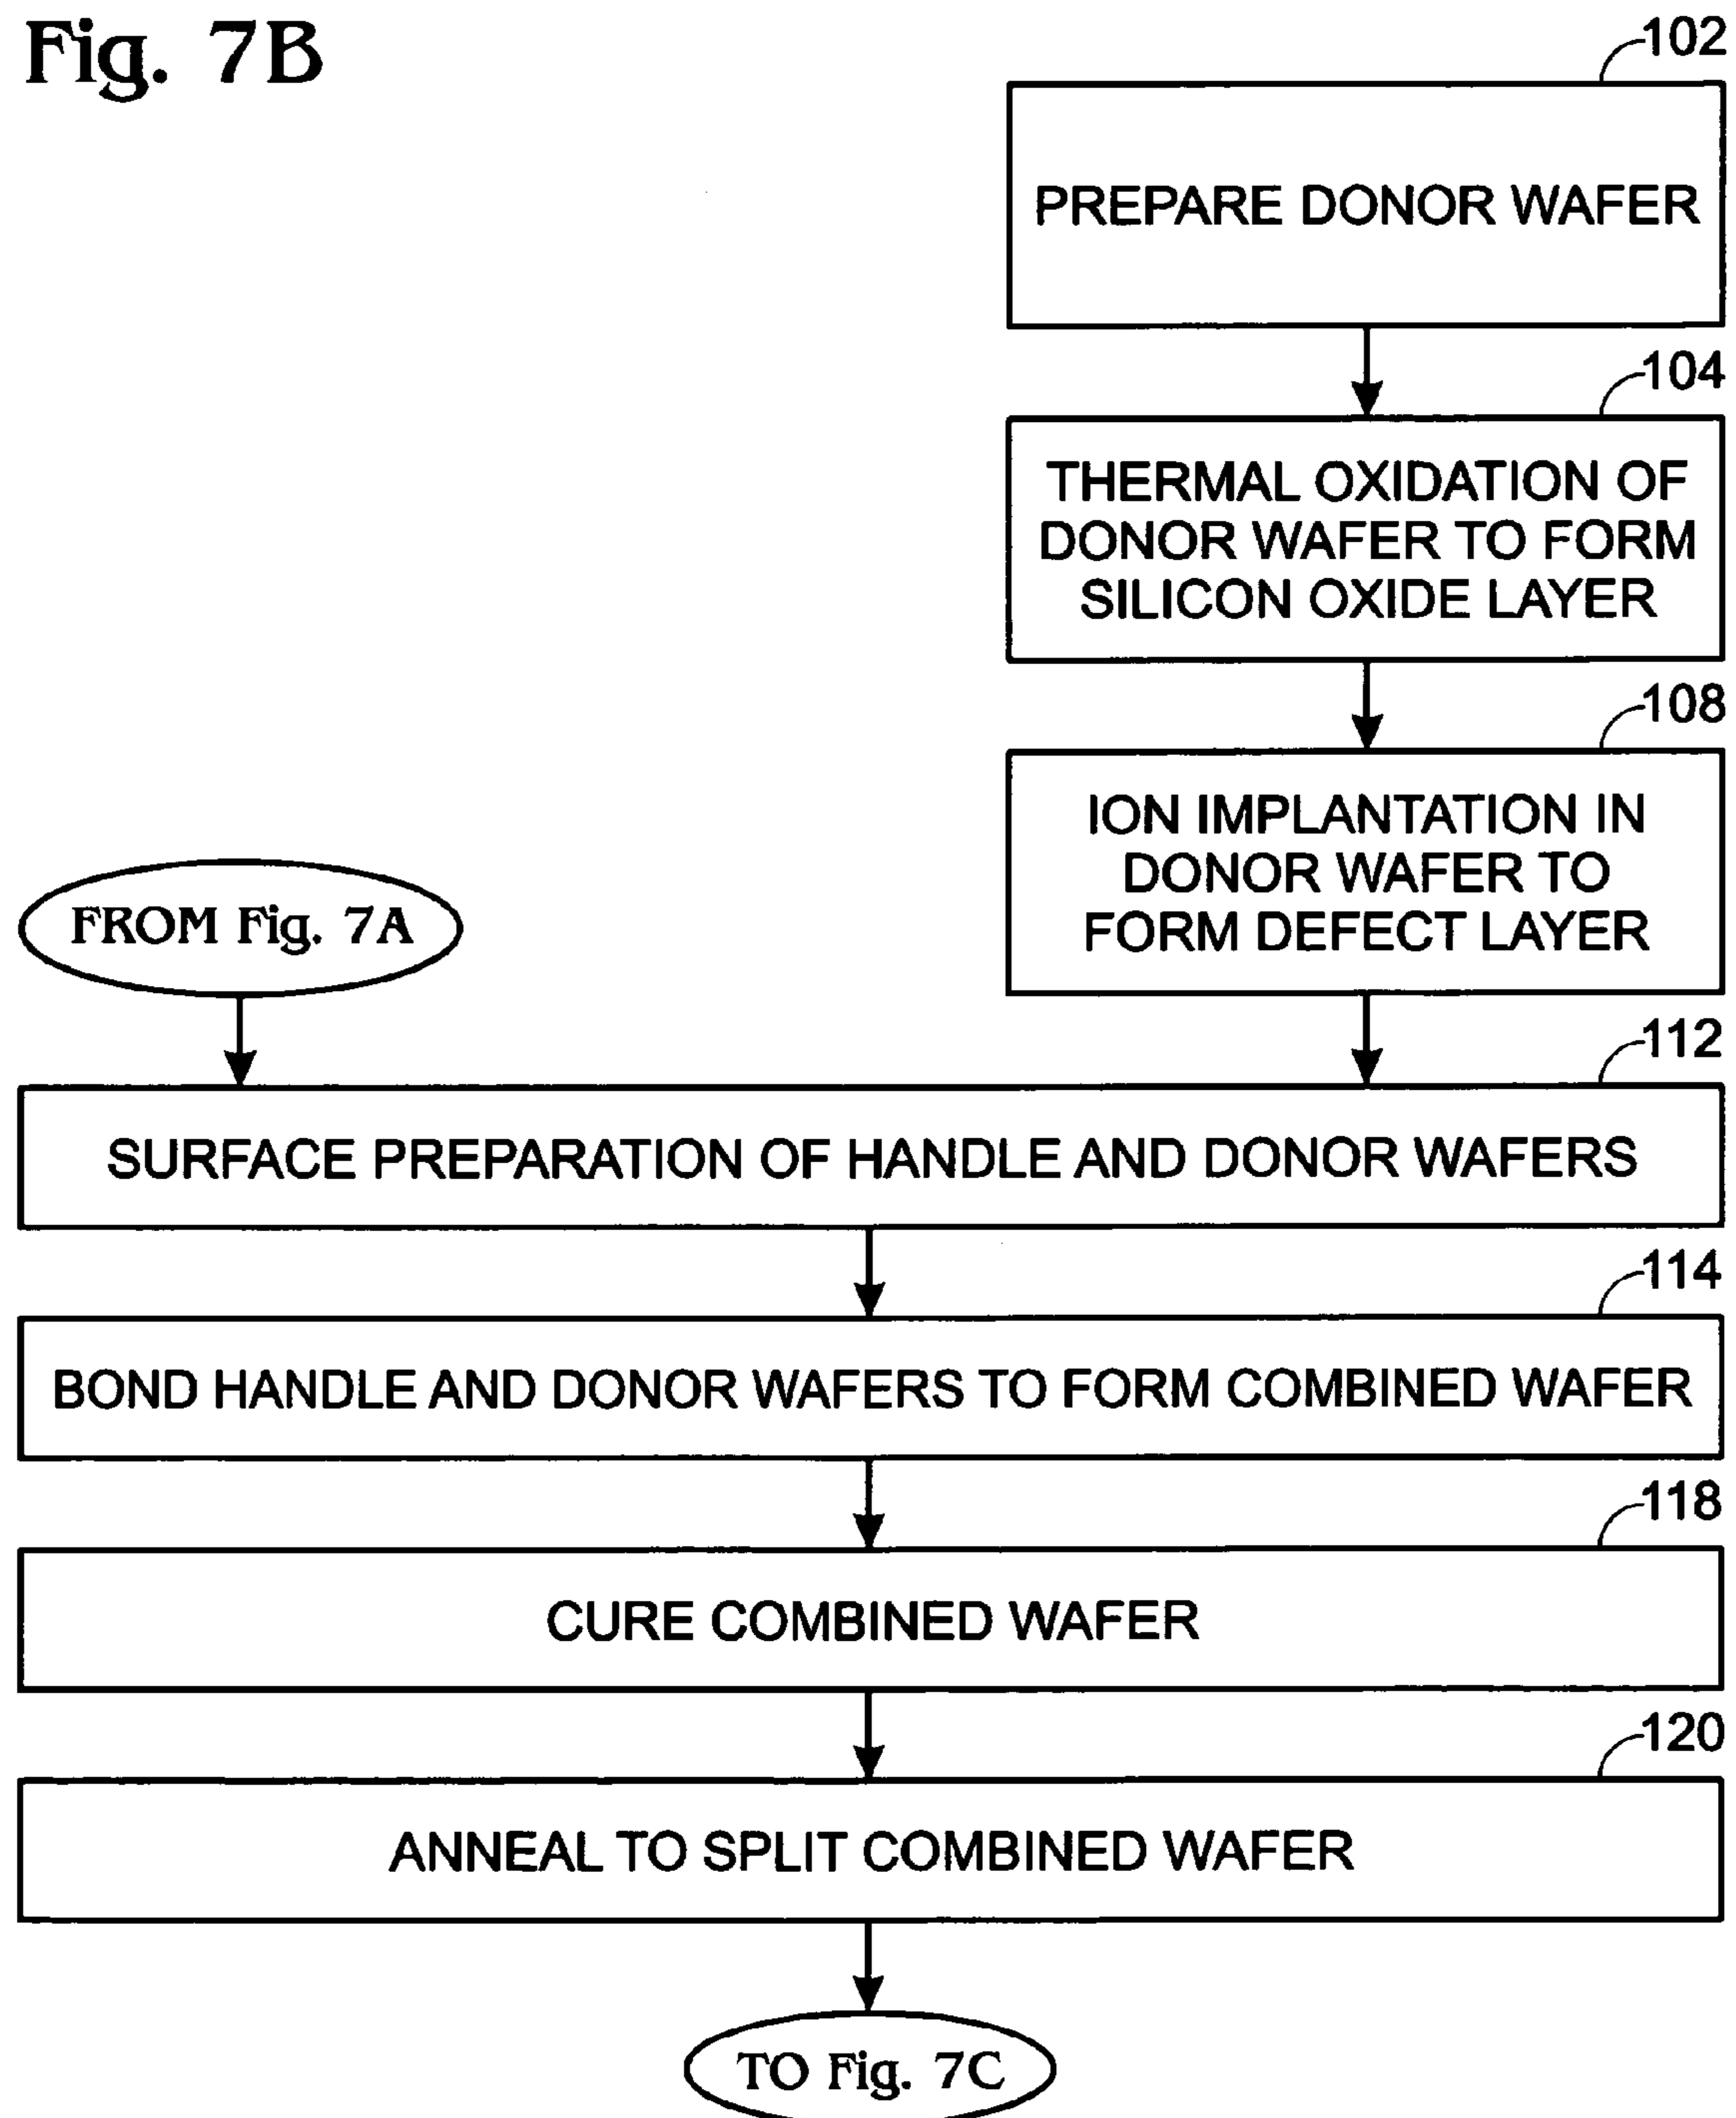 Fig. 7B
102
PREPARE DONOR WAFER
104
THERMAL OXIDATION OF
DONOR WAFER TO FORM
SILICON OXIDE LAYER
108
ION IMPLANTATION IN
DONOR WAFER TO
FORM DEFECT LAYER
FROM Fig. 7A
112
SURFACE PREPARATION OF HANDLE AND DONOR WAFERS
114
BOND HANDLE AND DONOR WAFERS TO FORM COMBINED WAFER
118
CURE COMBINED WAFER
120
ANNEAL TO SPLIT COMBINED WAFER
TO Fig. 7C